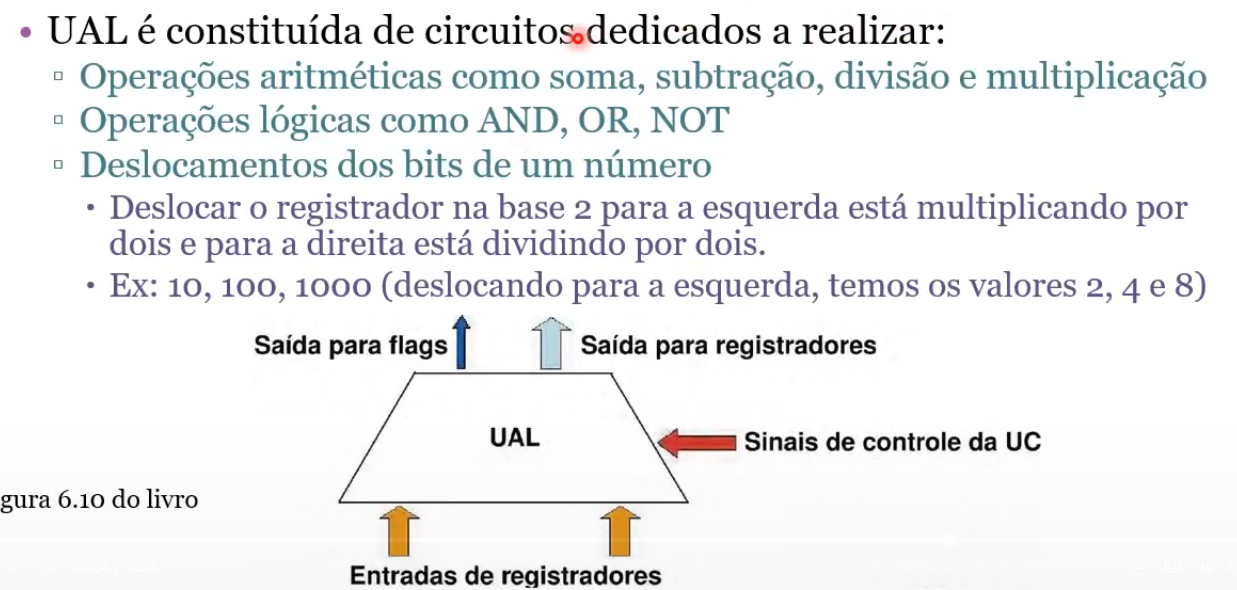 • UAL é constituída de circuitos dedicados a realizar:
▫ Operações aritméticas como soma, subtração, divisão e multiplicação
▫ Operações lógicas como AND, OR, NOT
▫ Deslocamentos dos bits de um número
• Deslocar o registrador na base 2 para a esquerda está multiplicando por
dois e para a direita está dividindo por dois.
• Ex: 10, 100, 1000 (deslocando para a esquerda, temos os valores 2, 4 e 8)
Saída para flags
Saída para registradores
UAL
Sinais de controle da UC
gura 6.10 do livro
Entradas de registradores